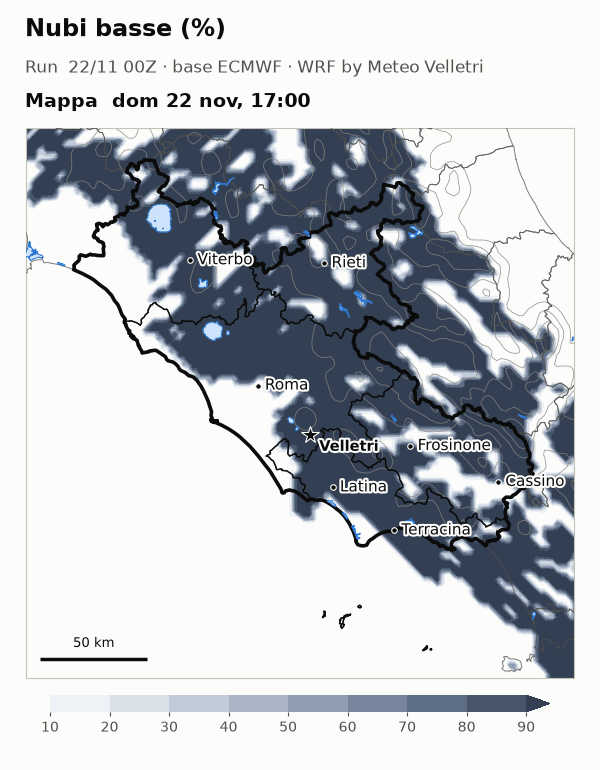 Nubi basse (%)
Run 22/11 00Z · base ECMWF · WRF by Meteo Velletri
Mappa dom 22 nov, 17:00
Viterbo
Rieti
Roma
Velletri
Frosinone
Cassino
Latina
Terracina
50 km
10 20 30 40 50 60 70 80 90